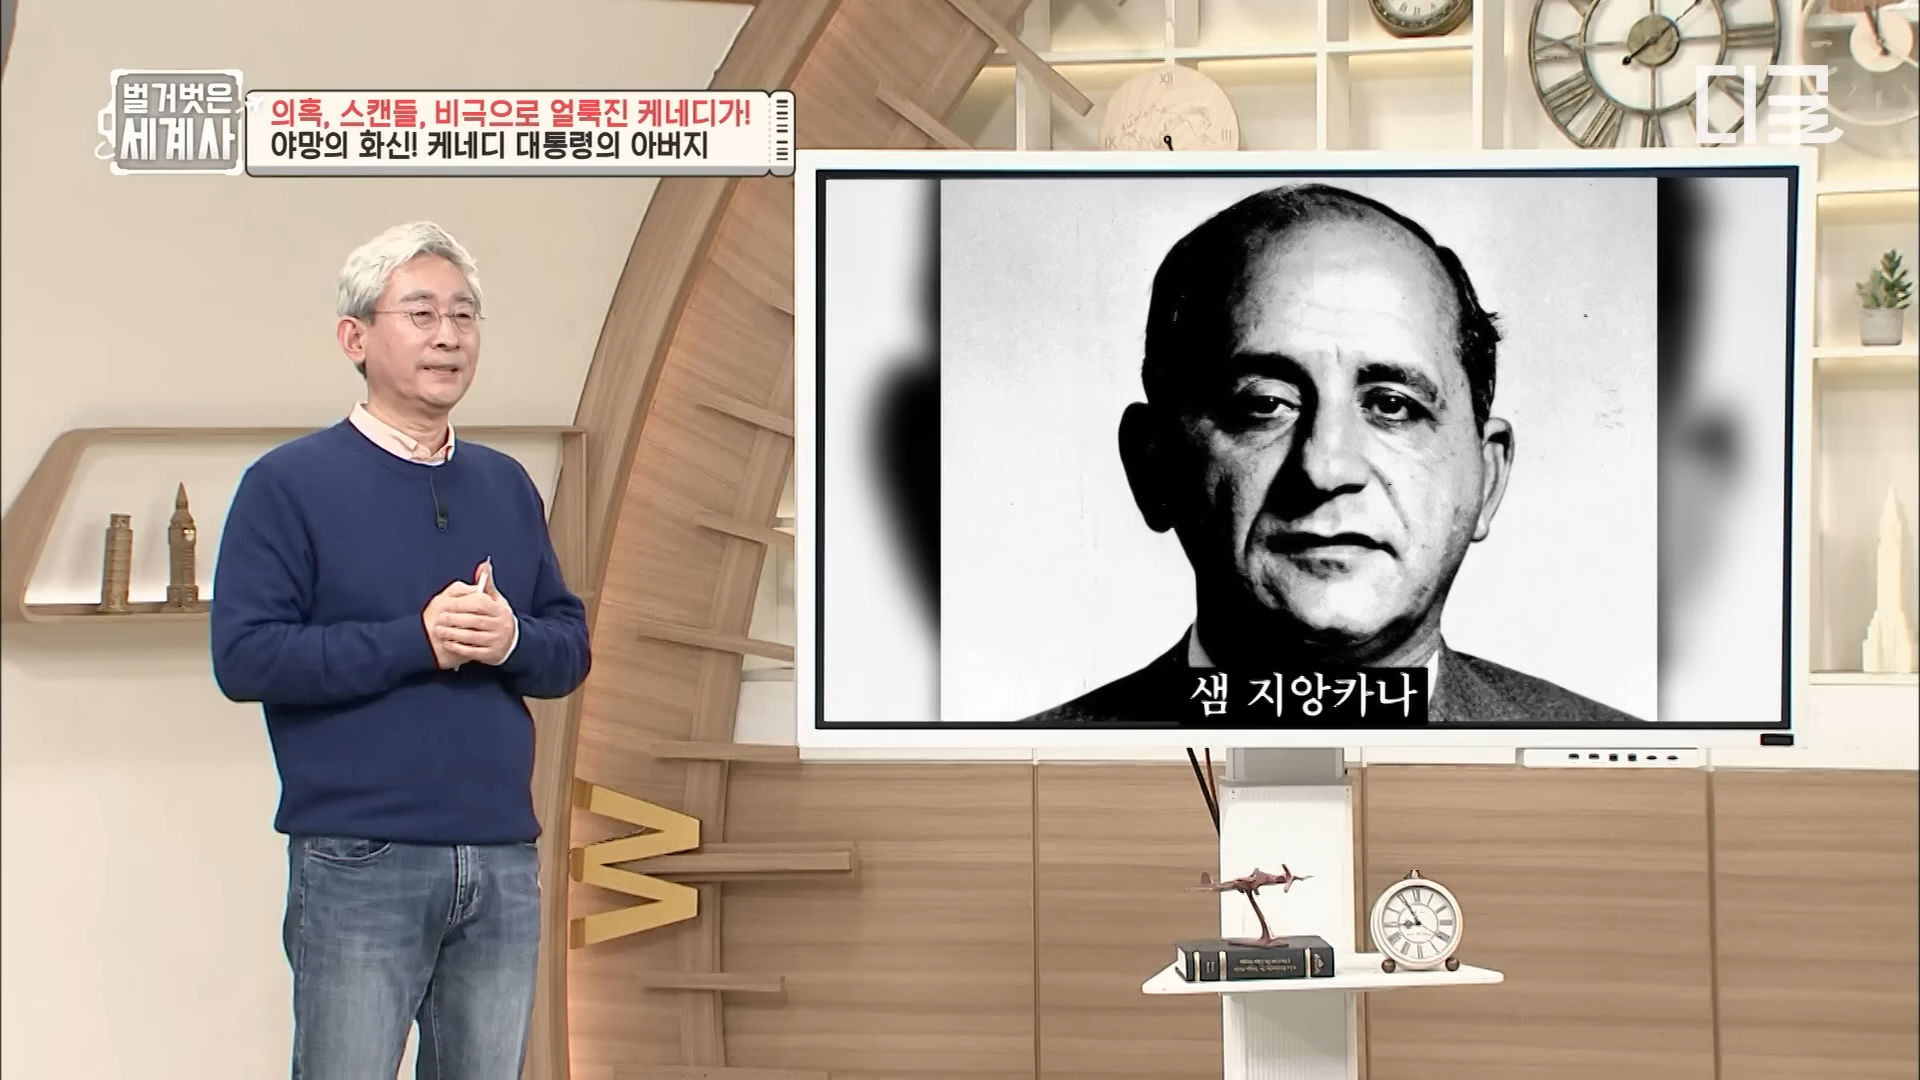 벌거벗은
세계사
의혹, 스캔들, 비극으로 얼룩진 케네디가!
야망의 화신! 케네디 대통령의 아버지
디글
샘 지앙카나
W